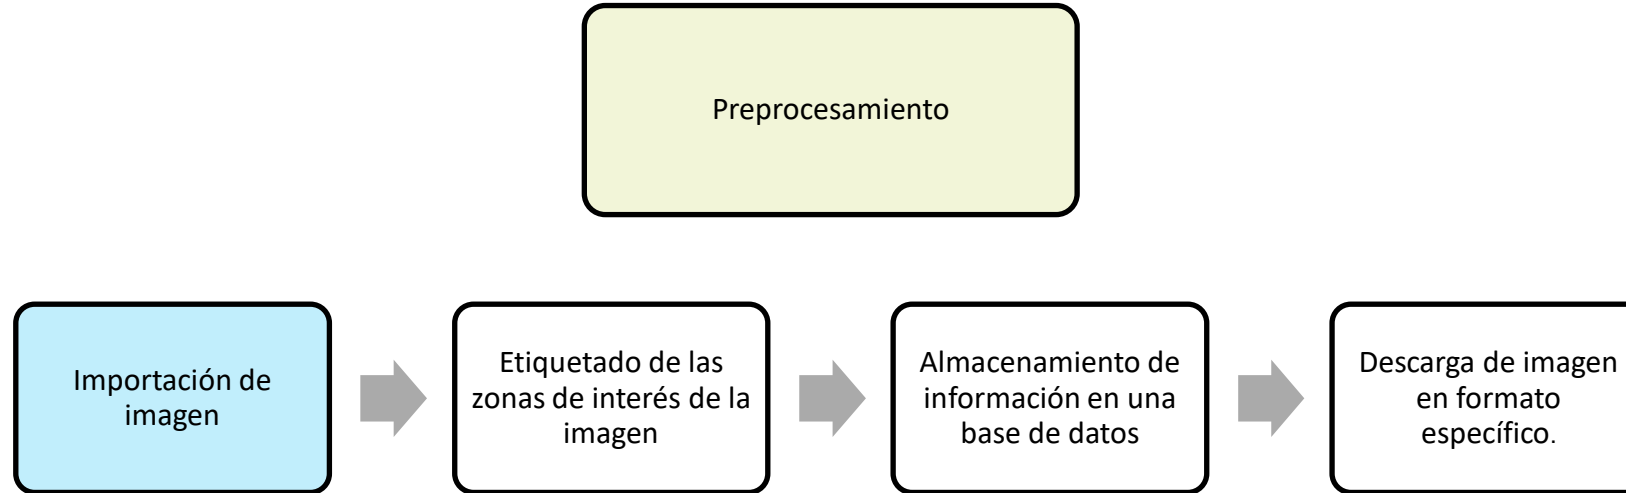 Preprocesamiento
Importación de
imagen
Etiquetado de las
zonas de interés de la
imagen
Almacenamiento de
información en una
base de datos
Descarga de imagen
en formato
específico.